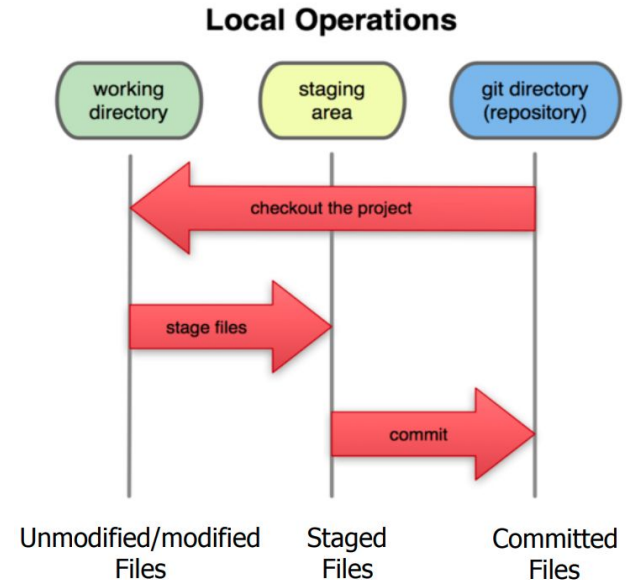 Local Operations
working
directory
staging
area
git directory
(repository)
checkout the project
stage files
commit
Unmodified/modified
Files
Staged
Files
Committed
Files